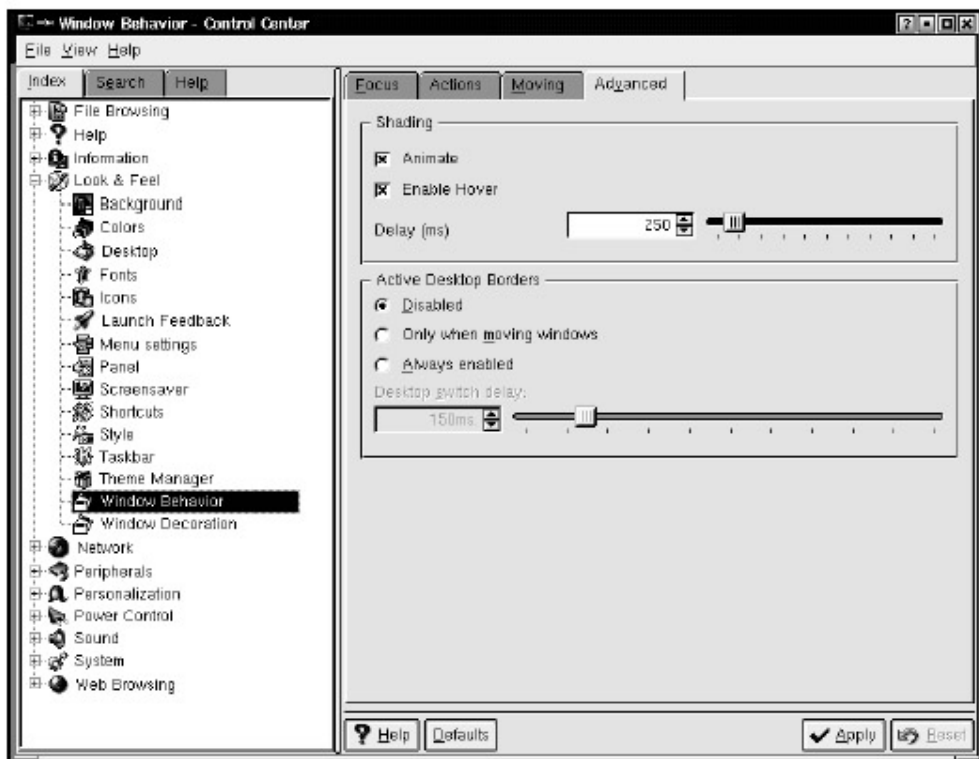 Window Behavior - Control Center
File View Help
Index Search Help
File Browsing
Help
Information
Look & Feel
Background
Colors
Desktop
Fonts
Icons
Launch Feedback
Menu settings
Panel
Screensaver
Shortcuts
Style
Taskbar
Theme Manager
Window Behavior
Window Decoration
Network
Peripherals
Personalization
Power Control
Sound
System
Web Browsing
Focus Actions Moving Advanced
Shading
Animate
Enable Hover
Delay (ms) 250
Active Desktop Borders
Disabled
Only when moving windows
Always enabled
Desktop switch delay:
150ms
? Help Defaults Apply Reset